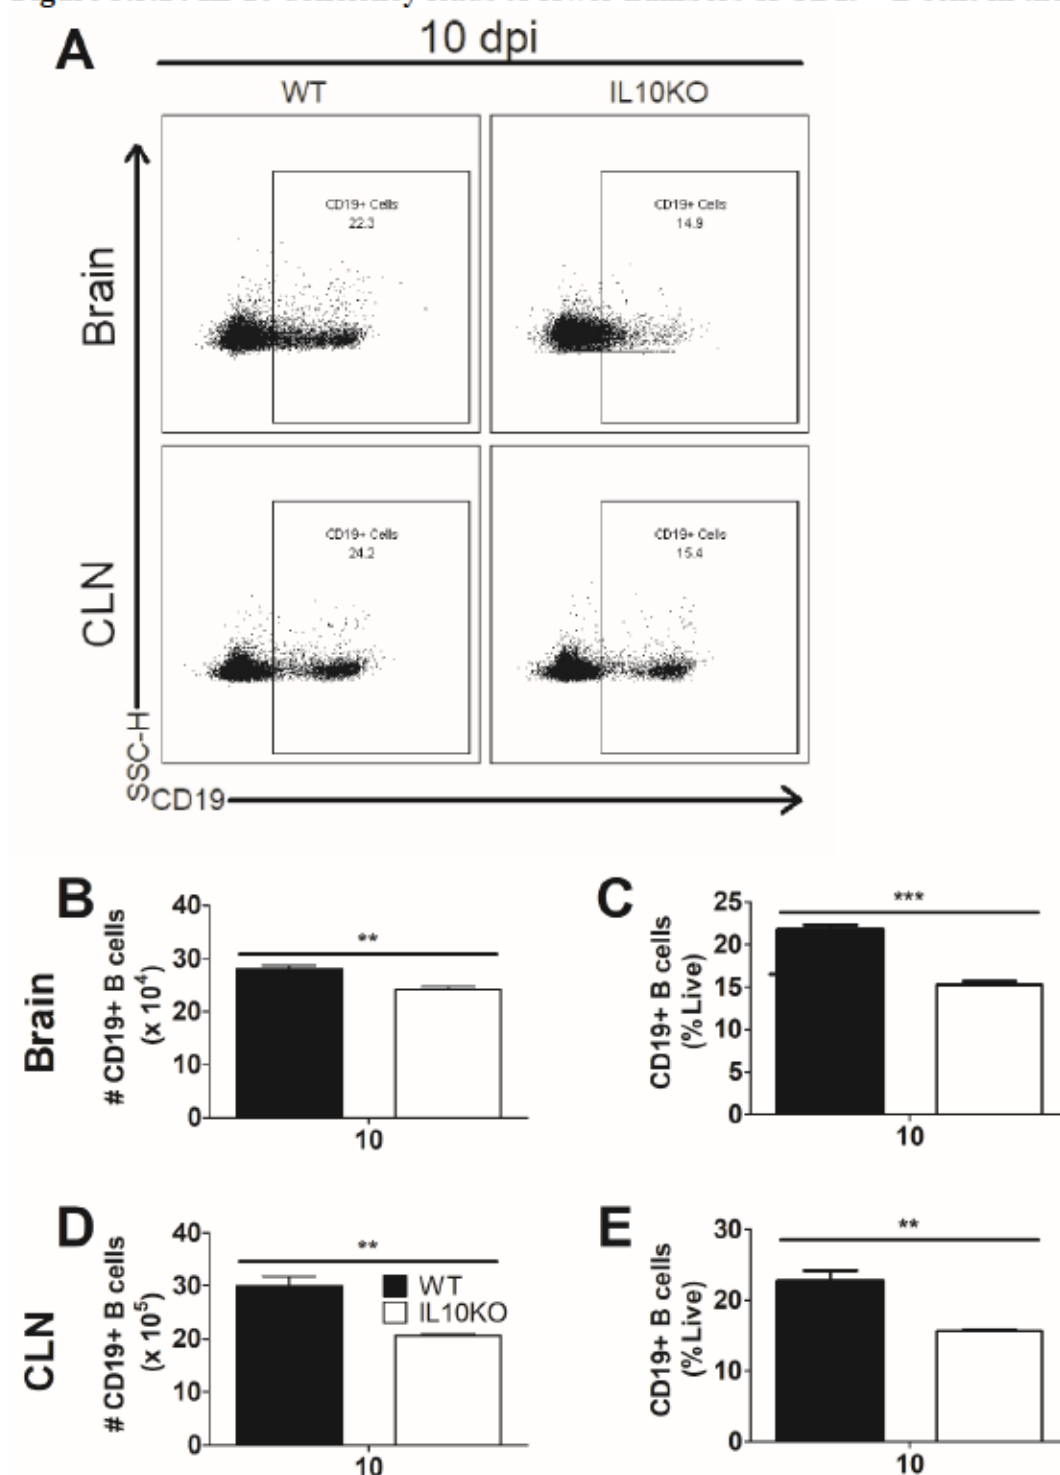 A
10 dpi
WT
IL10KO
Brain
CD19+ Cells
22.3
CD19+ Cells
14.9
CLN
CD19+ Cells
24.2
CD19+ Cells
15.4
SSC-H
CD19
B
Brain
# CD19+ B cells
(x 10⁴)
40
30
20
10
0
**
10
C
CD19+ B cells
(% Live)
25
20
15
10
5
0
***
10
D
CLN
# CD19+ B cells
(x 10⁵)
40
30
20
10
0
**
WT
IL10KO
10
E
CD19+ B cells
(% Live)
30
20
10
0
**
10